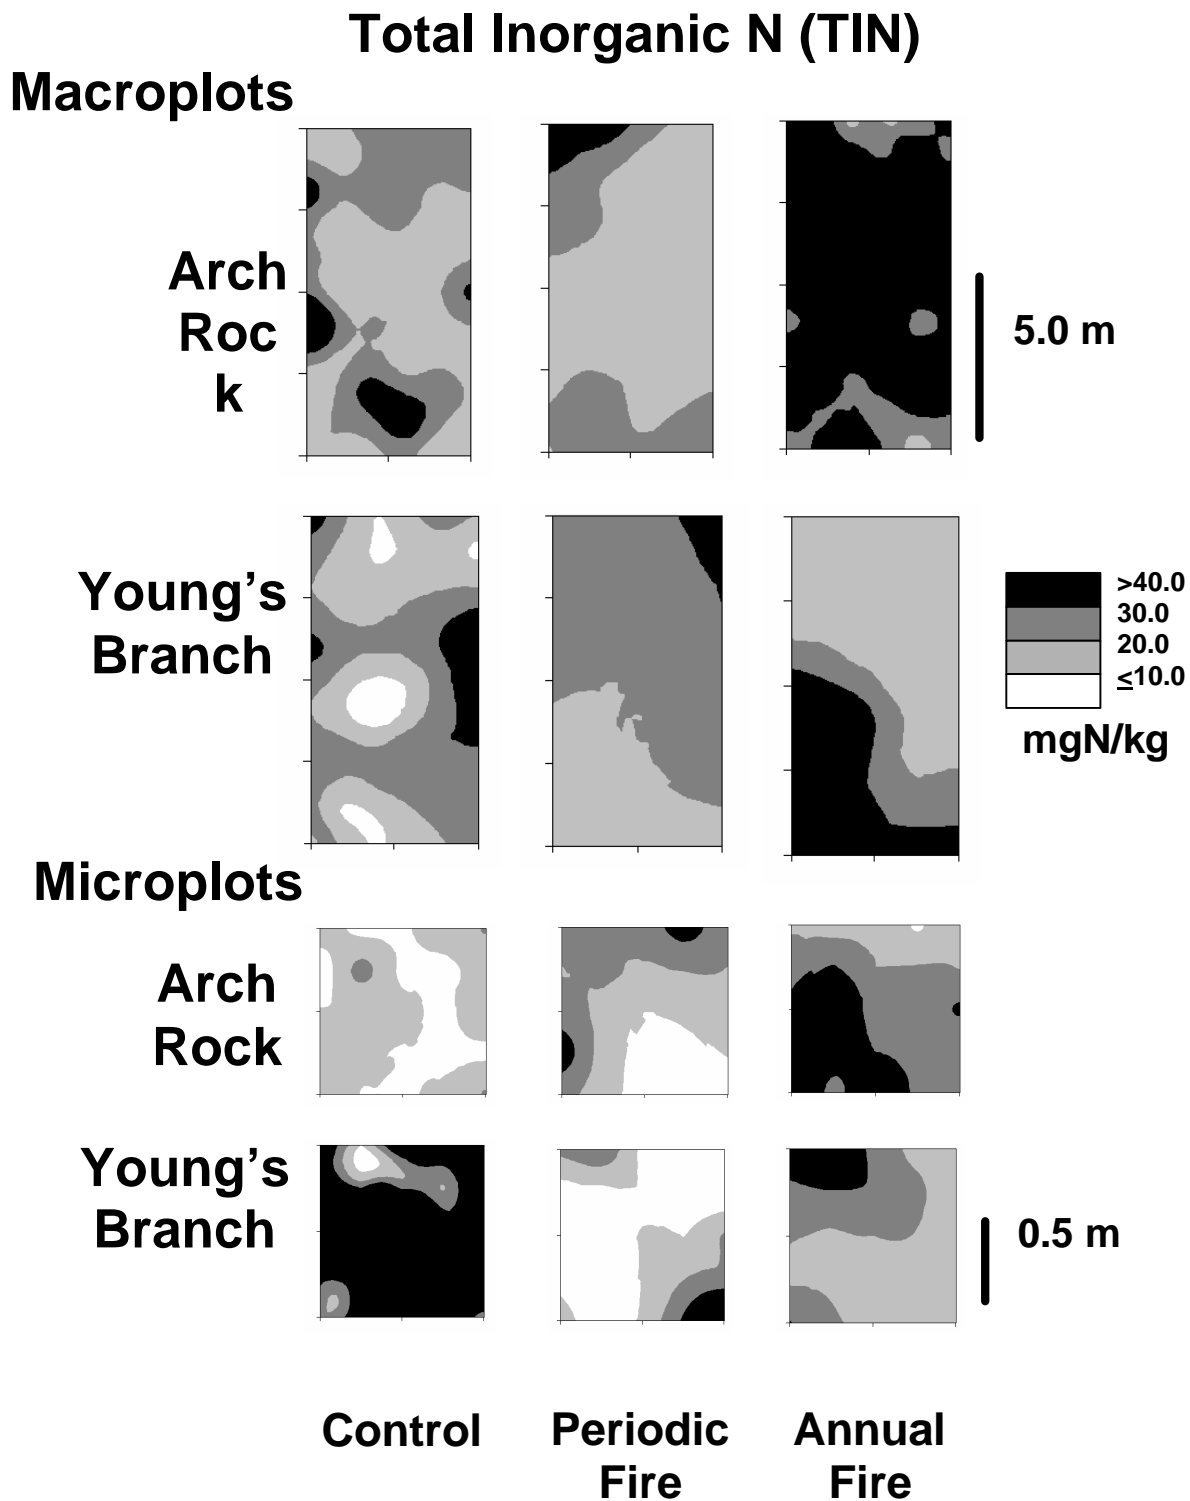 Total Inorganic N (TIN)
Macroplots
Arch
Roc
k
5.0 m
Young's
Branch
>40.0
30.0
20.0
≤10.0
mgN/kg
Microplots
Arch
Rock
Young's
Branch
0.5 m
Control
Periodic
Fire
Annual
Fire